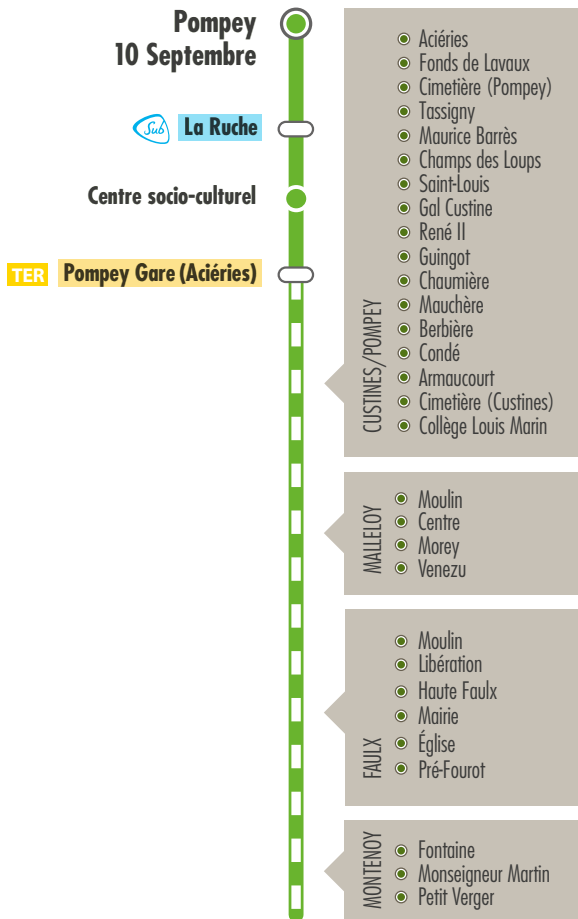 Pompey
10 Septembre
Sub La Ruche
Centre socio-culturel
TER Pompey Gare (Aciéries)
CUSTINES/POMPEY
Aciéries
Fonds de Lavaux
Cimetière (Pompey)
Tassigny
Maurice Barrès
Champs des Loups
Saint-Louis
Gal Custine
René II
Guingot
Chaumière
Mauchère
Berbière
Condé
Armaucourt
Cimetière (Custines)
Collège Louis Marin
MALLELOY
Moulin
Centre
Morey
Venezu
FAULX
Moulin
Libération
Haute Faulx
Mairie
Église
Pré-Fourot
MONTENOY
Fontaine
Monseigneur Martin
Petit Verger